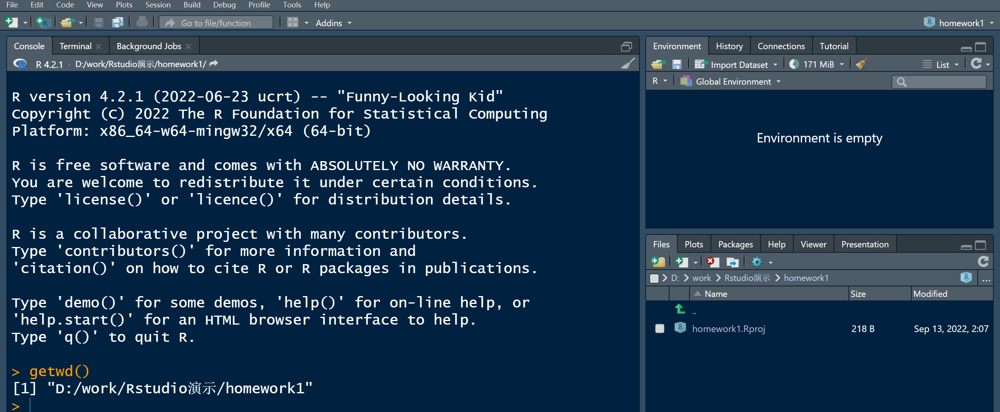 File Edit Code View Plots Session Build Debug Profile Tools Help
Go to file/function Addins homework1
Console Terminal Background Jobs
R 4.2.1 · D:/work/Rstudio演示/homework1/
R version 4.2.1 (2022-06-23 ucrt) -- "Funny-Looking Kid"
Copyright (C) 2022 The R Foundation for Statistical Computing
Platform: x86_64-w64-mingw32/x64 (64-bit)
R is free software and comes with ABSOLUTELY NO WARRANTY.
You are welcome to redistribute it under certain conditions.
Type 'license()' or 'licence()' for distribution details.
R is a collaborative project with many contributors.
Type 'contributors()' for more information and
'citation()' on how to cite R or R packages in publications.
Type 'demo()' for some demos, 'help()' for on-line help, or
'help.start()' for an HTML browser interface to help.
Type 'q()' to quit R.
> getwd()
[1] "D:/work/Rstudio演示/homework1"
>
Environment History Connections Tutorial
Import Dataset 171 MiB List
R Global Environment
Environment is empty
Files Plots Packages Help Viewer Presentation
D: work Rstudio演示 homework1 ...
Name Size Modified
..
homework1.Rproj 218 B Sep 13, 2022, 2:07